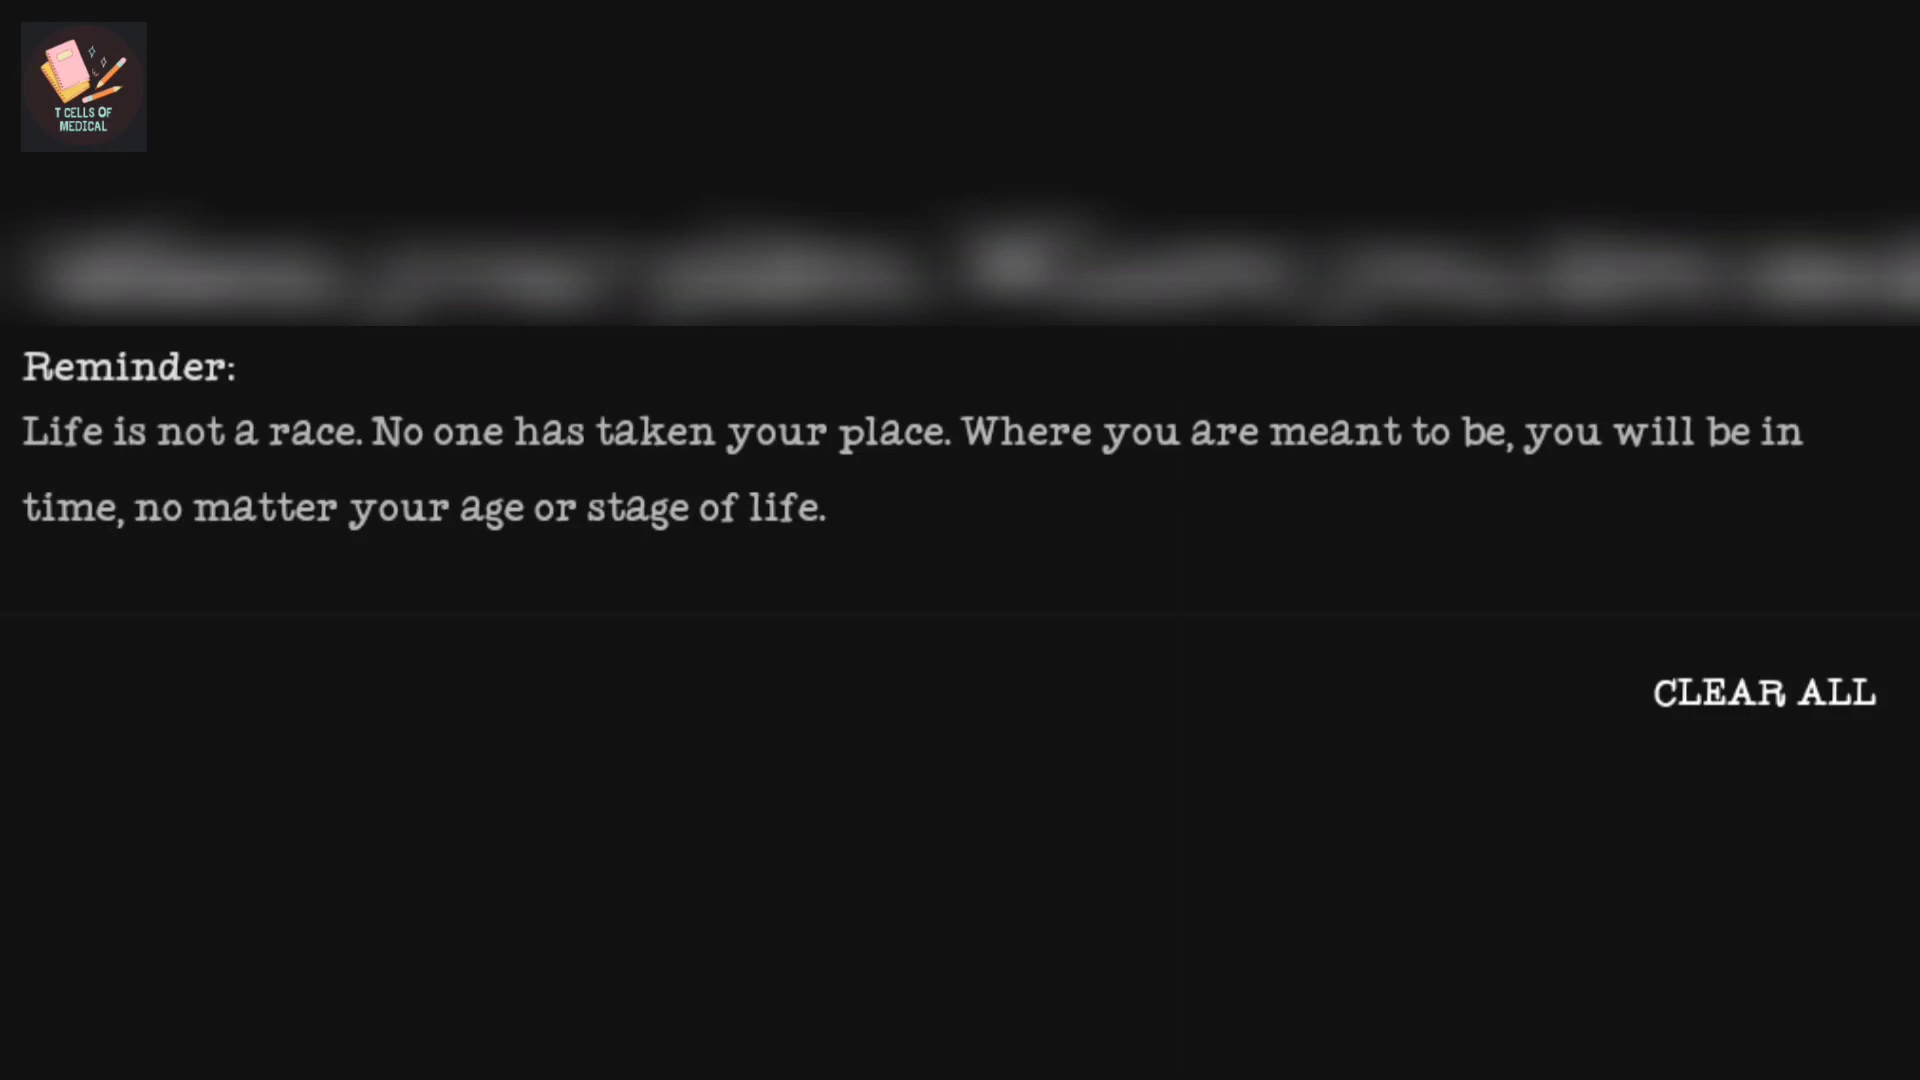 T CELLS OF
MEDICAL
Reminder:
Life is not a race. No one has taken your place. Where you are meant to be, you will be in
time, no matter your age or stage of life.
CLEAR ALL